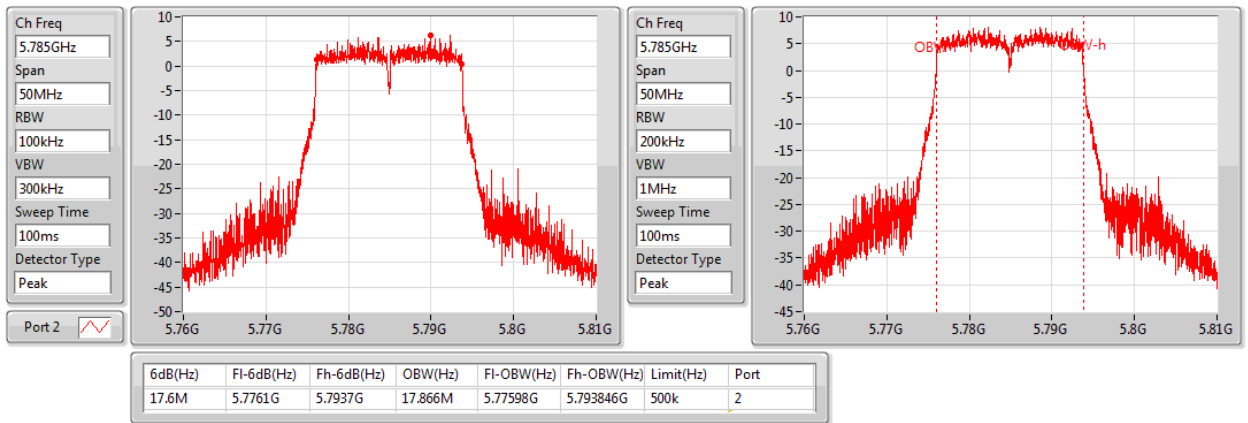 Ch Freq
5.785GHz
Span
50MHz
RBW
100kHz
VBW
300kHz
Sweep Time
100ms
Detector Type
Peak
Port 2
10
5
0
-5
-10
-15
-20
-25
-30
-35
-40
-45
-50
5.76G 5.77G 5.78G 5.79G 5.8G 5.81G
Ch Freq
5.785GHz
Span
50MHz
RBW
200kHz
VBW
1MHz
Sweep Time
100ms
Detector Type
Peak
10
5
0
-5
-10
-15
-20
-25
-30
-35
-40
-45
5.76G 5.77G 5.78G 5.79G 5.8G 5.81G
6dB(Hz) Fl-6dB(Hz) Fh-6dB(Hz) OBW(Hz) Fl-OBW(Hz) Fh-OBW(Hz) Limit(Hz) Port
17.6M 5.7761G 5.7937G 17.866M 5.77598G 5.793846G 500k 2